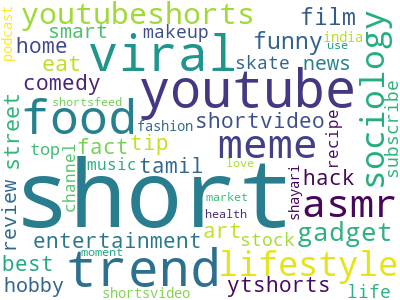 podcast
youtubeshorts
film
smart
makeup
india
home
viral
funny
use
eat
skate
news
comedy
youtube
sociology
subscribe
shortsfeed
food
fashion
shortvideo
street
fact
tip
meme
recipe
top
channel
music
tamil
love
hack
short
shayari
asmr
review
market
health
entertainment
art
gadget
best
trend
moment
stock
lifestyle
hobby
shortsvideo
ytshorts
life